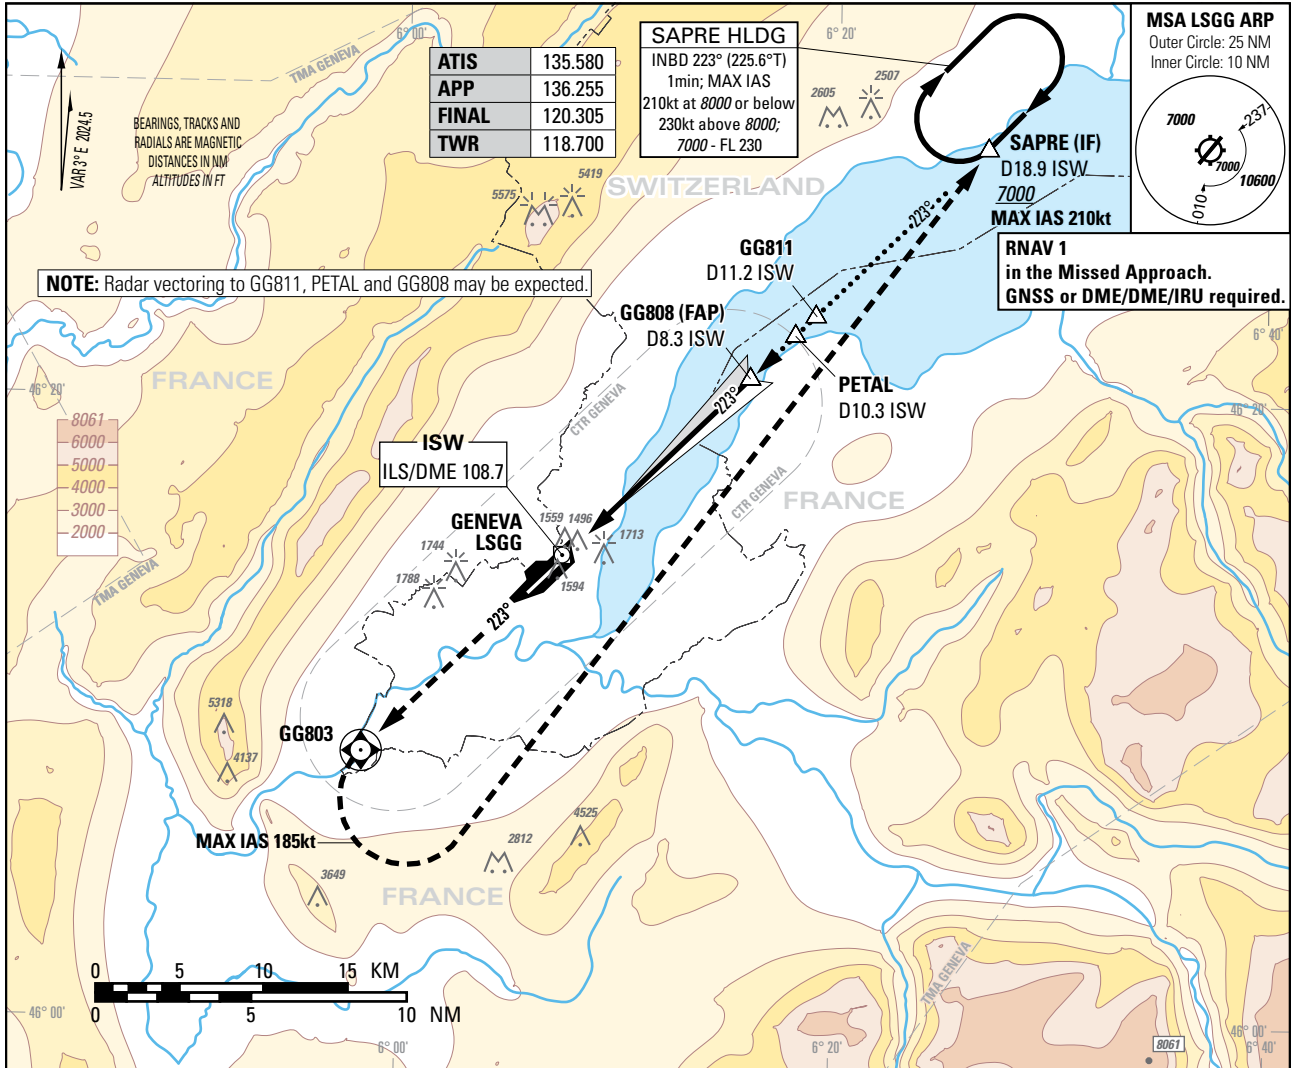 6° 00'
6° 20'
TMA GENEVA
ATIS 135.580
APP 136.255
FINAL 120.305
TWR 118.700
SAPRE HLDG
INBD 223° (225.6°T)
1min; MAX IAS
210kt at 8000 or below
230kt above 8000;
7000 - FL 230
MSA LSGG ARP
Outer Circle: 25 NM
Inner Circle: 10 NM
7000
237
7000
10600
010
VAR 3° E 2024.5
BEARINGS, TRACKS AND
RADIALS ARE MAGNETIC
DISTANCES IN NM
ALTITUDES IN FT
2605
2507
5575
5419
SWITZERLAND
SAPRE (IF)
D18.9 ISW
7000
MAX IAS 210kt
223°
RNAV 1
in the Missed Approach.
GNSS or DME/DME/IRU required.
NOTE: Radar vectoring to GG811, PETAL and GG808 may be expected.
GG811
D11.2 ISW
GG808 (FAP)
D8.3 ISW
PETAL
D10.3 ISW
6° 40'
46° 20'
46° 20'
FRANCE
CTR GENEVA
223°
8061
6000
5000
4000
3000
2000
ISW
ILS/DME 108.7
CTR GENEVA
FRANCE
GENEVA
LSGG
1559
1496
1713
1744
1788
1594
TMA GENEVA
223°
5318
4137
GG803
MAX IAS 185kt
4525
2812
3649
FRANCE
0 5 10 15 KM
0 5 10 NM
TMA GENEVA
46° 00'
46° 00'
6° 00'
6° 20'
6° 40'
8061